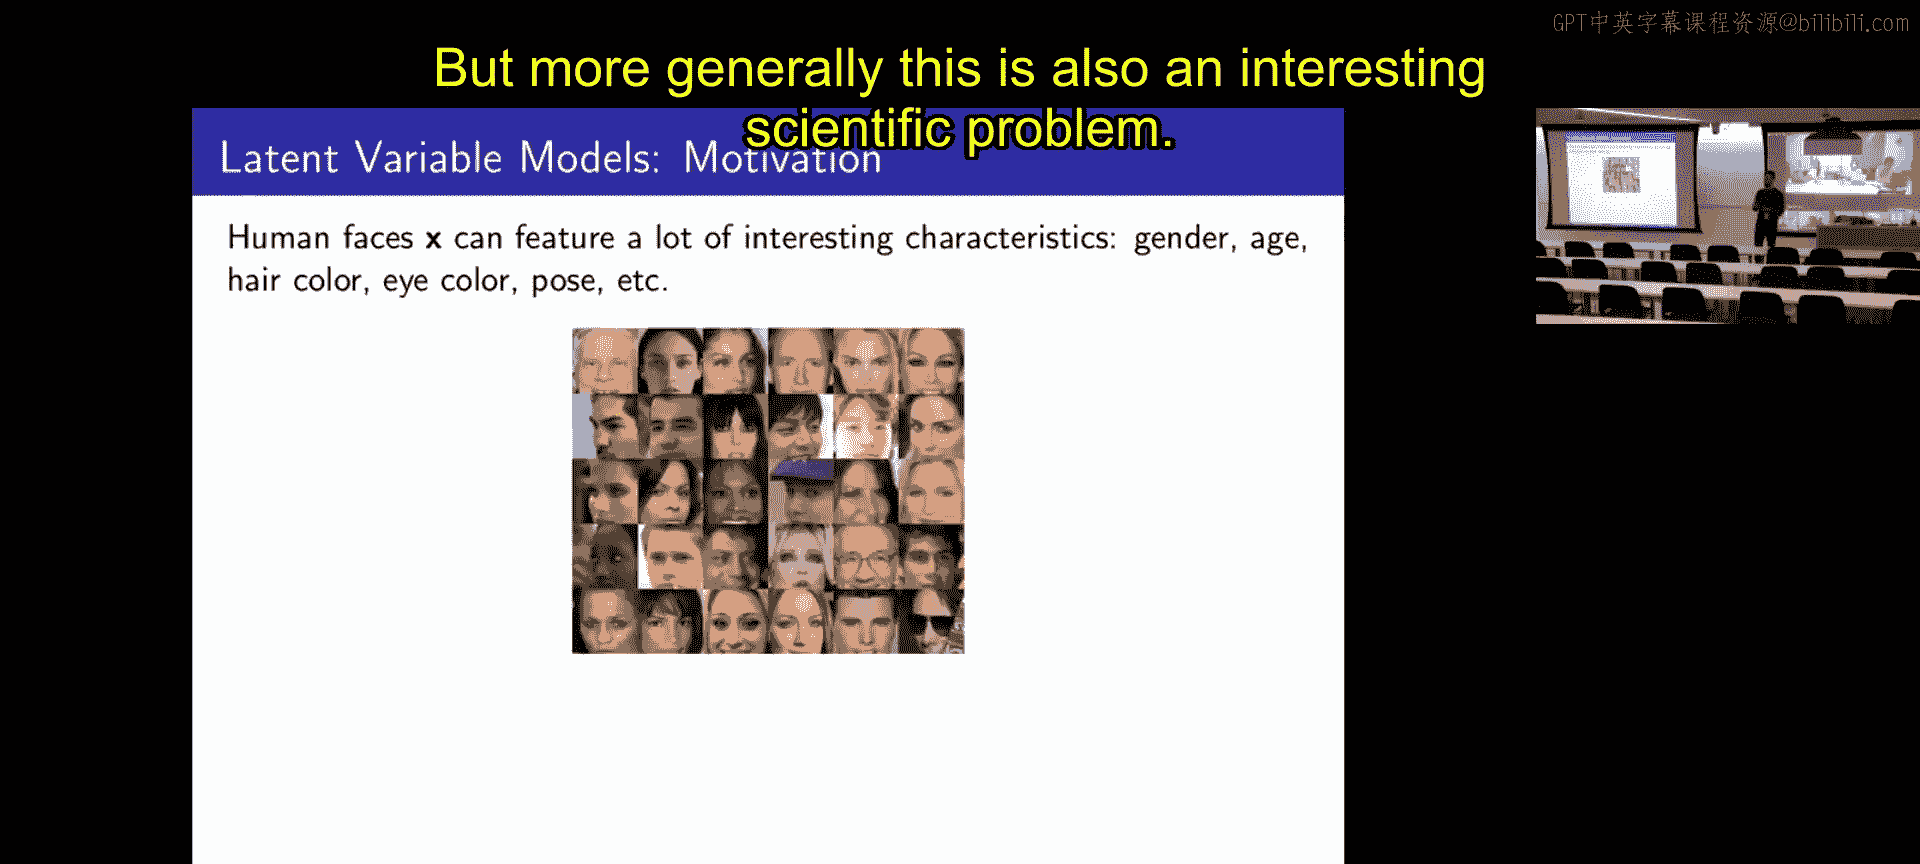 GPT中英字幕课程资源@bilibili.com
But more generally this is also an interesting
scientific problem.
Latent Variable Models: Motivation
Human faces x can feature a lot of interesting characteristics: gender, age,
hair color, eye color, pose, etc.